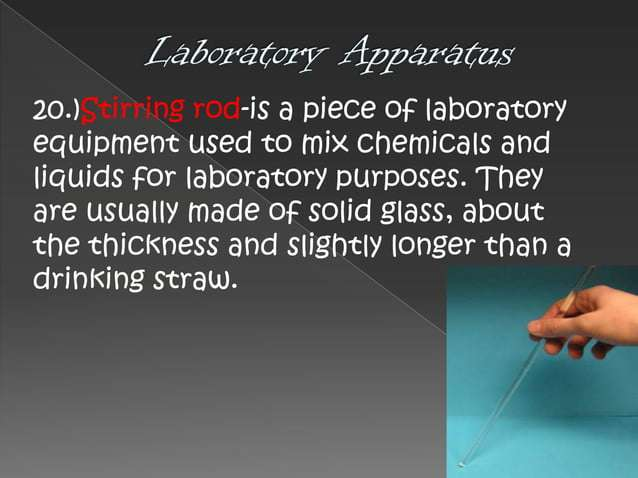 Laboratory Apparatus
20.)Stirring rod-is a piece of laboratory
equipment used to mix chemicals and
liquids for laboratory purposes. They
are usually made of solid glass, about
the thickness and slightly longer than a
drinking straw.